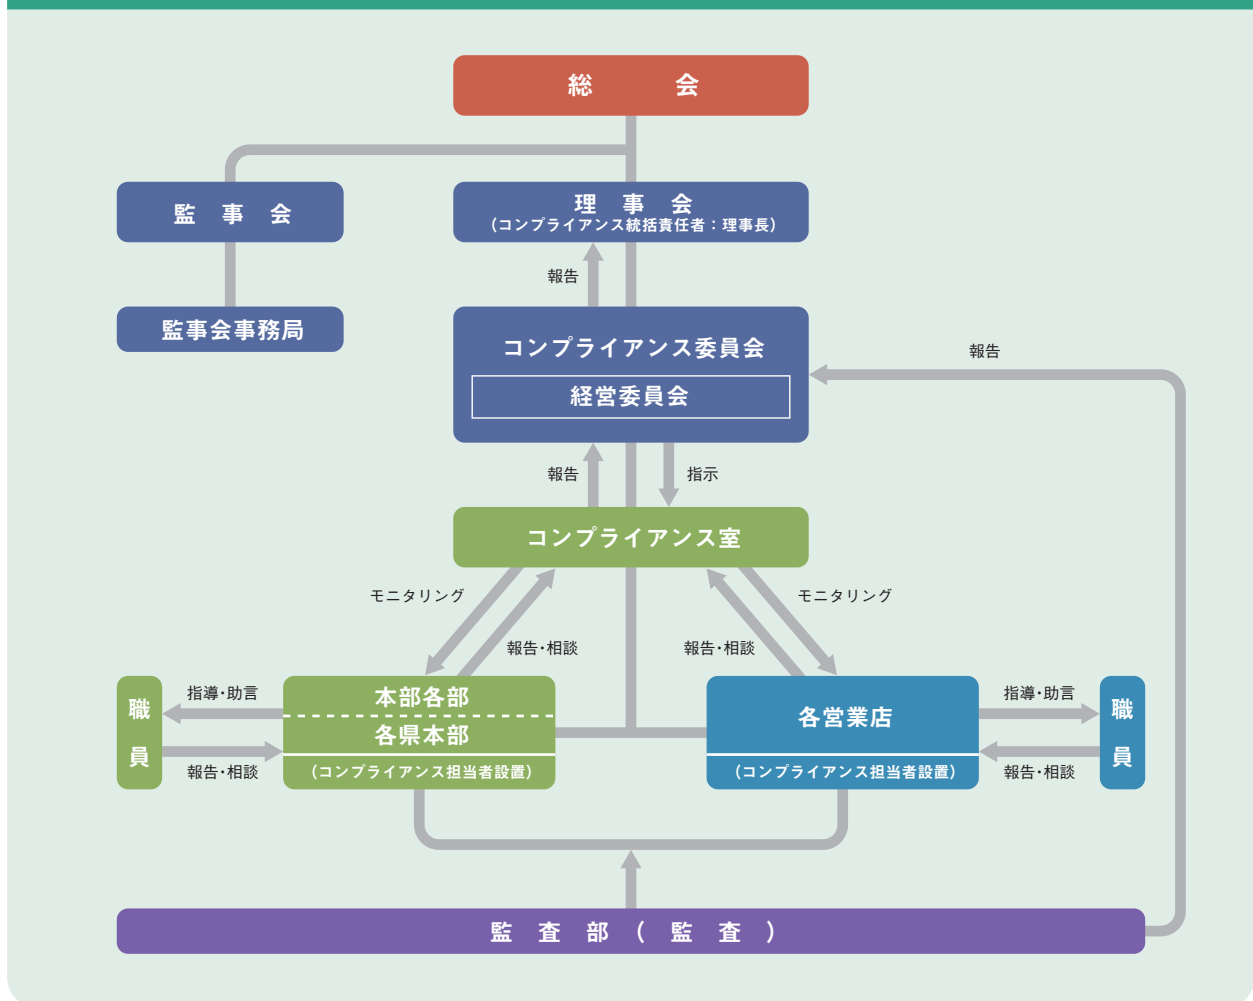 総会
監事会
理事会
（コンプライアンス統括責任者：理事長）
報告
監事会事務局
コンプライアンス委員会
経営委員会
報告
報告
指示
コンプライアンス室
モニタリング
モニタリング
報告・相談
報告・相談
職員
指導・助言
報告・相談
本部各部
各県本部
（コンプライアンス担当者設置）
各営業店
（コンプライアンス担当者設置）
指導・助言
報告・相談
職員
監査部（監査）